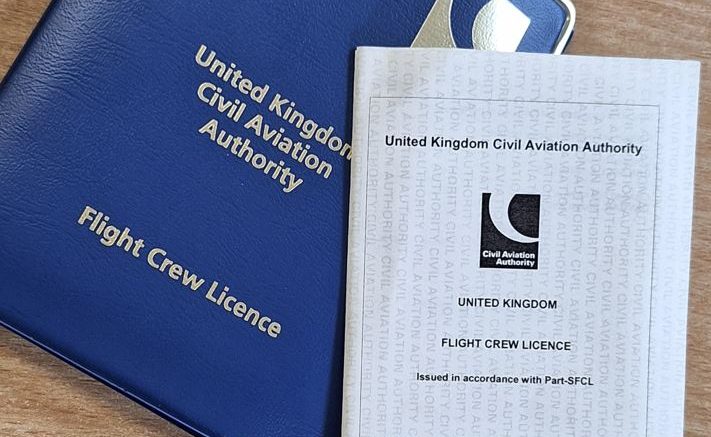 United Kingdom
Civil Aviation
Authority
Flight Crew Licence
United Kingdom Civil Aviation Authority
Civil Aviation
Authority
UNITED KINGDOM
FLIGHT CREW LICENCE
Issued in accordance with Part-SFCL